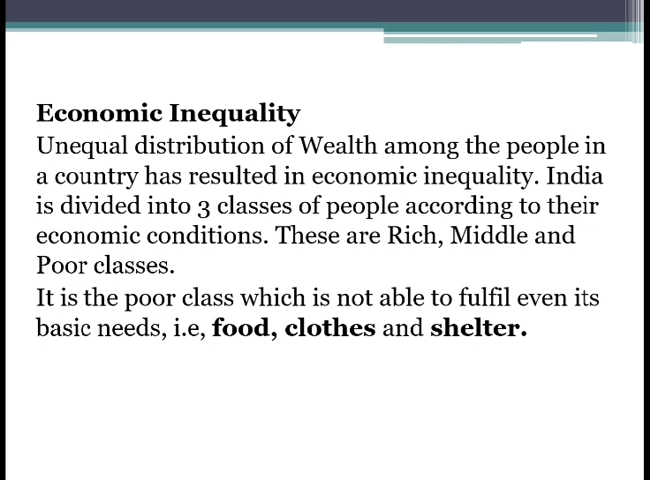 Economic Inequality
Unequal distribution of Wealth among the people in
a country has resulted in economic inequality. India
is divided into 3 classes of people according to their
economic conditions. These are Rich, Middle and
Poor classes.
It is the poor class which is not able to fulfil even its
basic needs, i.e, food, clothes and shelter.